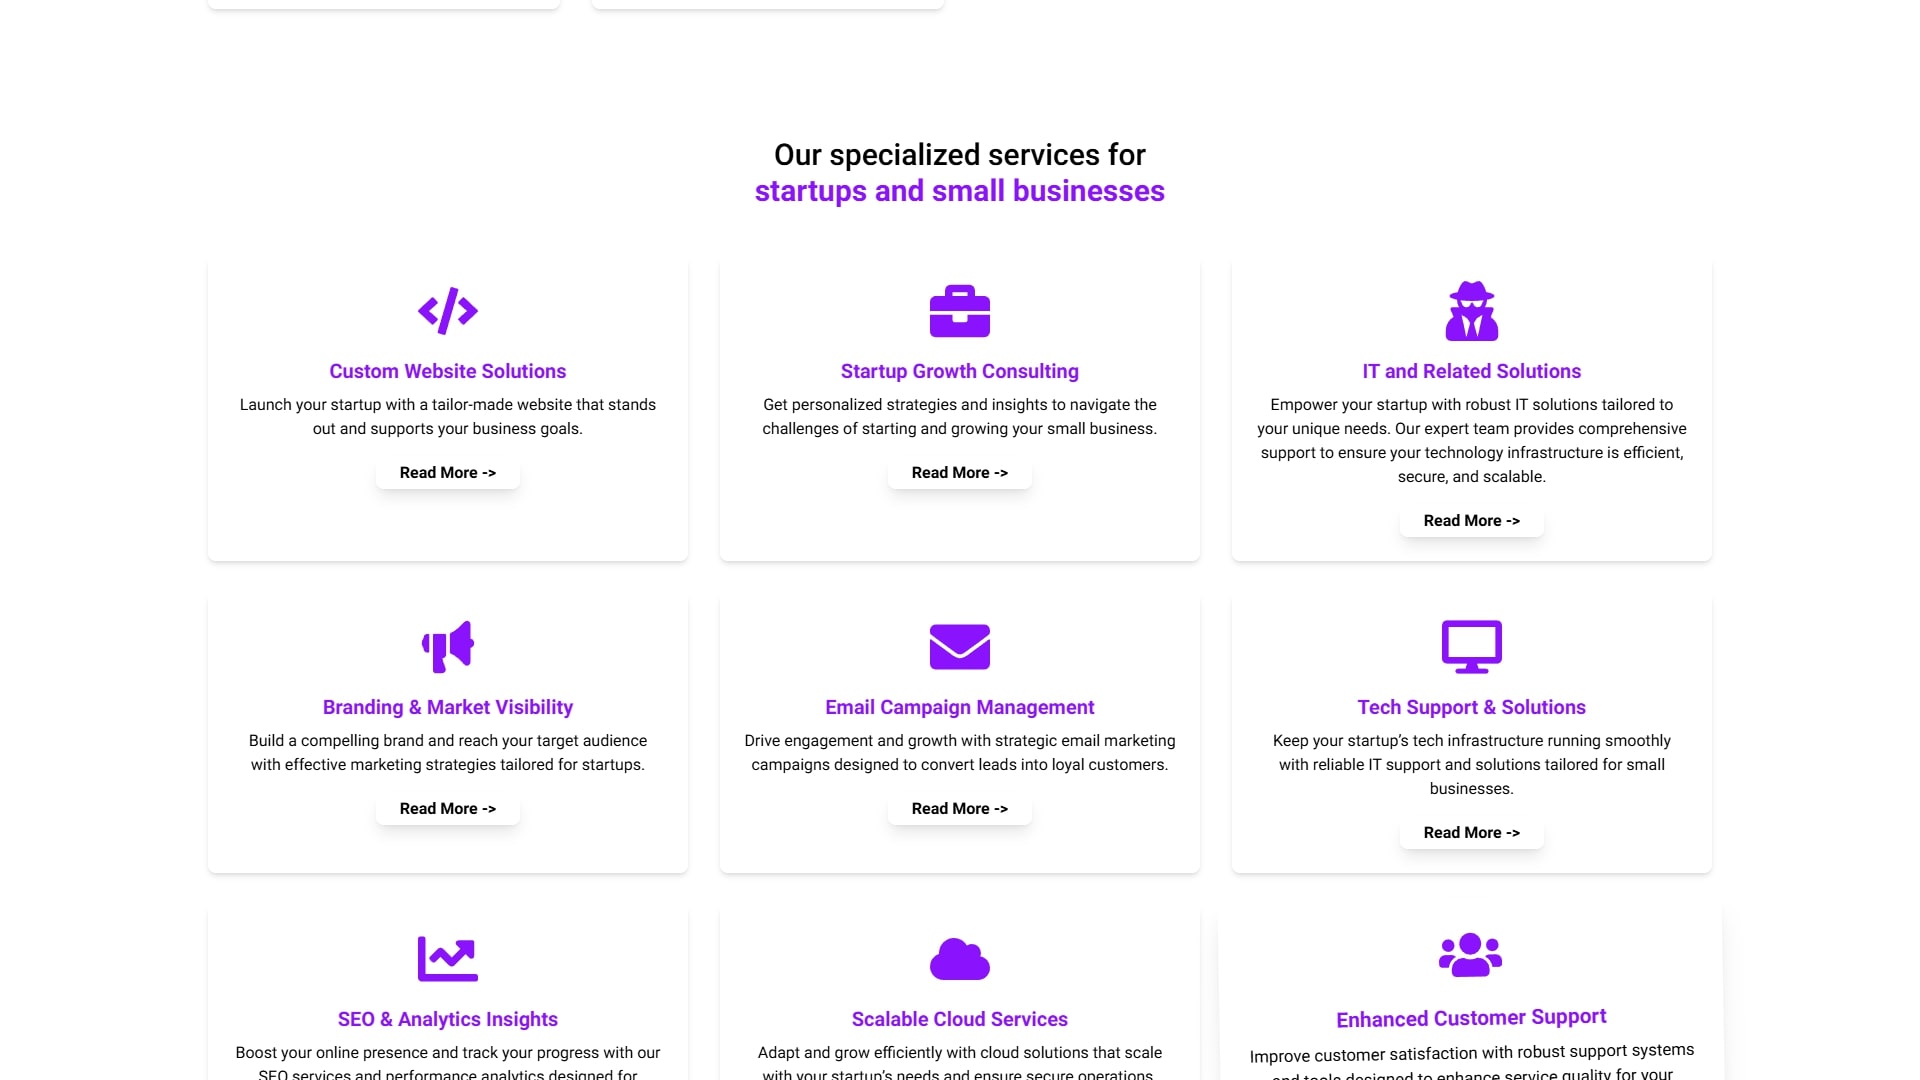 Our specialized services for
startups and small businesses
Custom Website Solutions
Launch your startup with a tailor-made website that stands
out and supports your business goals.
Read More ->
Startup Growth Consulting
Get personalized strategies and insights to navigate the
challenges of starting and growing your small business.
Read More ->
IT and Related Solutions
Empower your startup with robust IT solutions tailored to
your unique needs. Our expert team provides comprehensive
support to ensure your technology infrastructure is efficient,
secure, and scalable.
Read More ->
Branding & Market Visibility
Build a compelling brand and reach your target audience
with effective marketing strategies tailored for startups.
Read More ->
Email Campaign Management
Drive engagement and growth with strategic email marketing
campaigns designed to convert leads into loyal customers.
Read More ->
Tech Support & Solutions
Keep your startup’s tech infrastructure running smoothly
with reliable IT support and solutions tailored for small
businesses.
Read More ->
SEO & Analytics Insights
Boost your online presence and track your progress with our
SEO services and performance analytics designed for
Scalable Cloud Services
Adapt and grow efficiently with cloud solutions that scale
with your startup’s needs and ensure secure operations.
Enhanced Customer Support
Improve customer satisfaction with robust support systems
and tools designed to enhance service quality for your